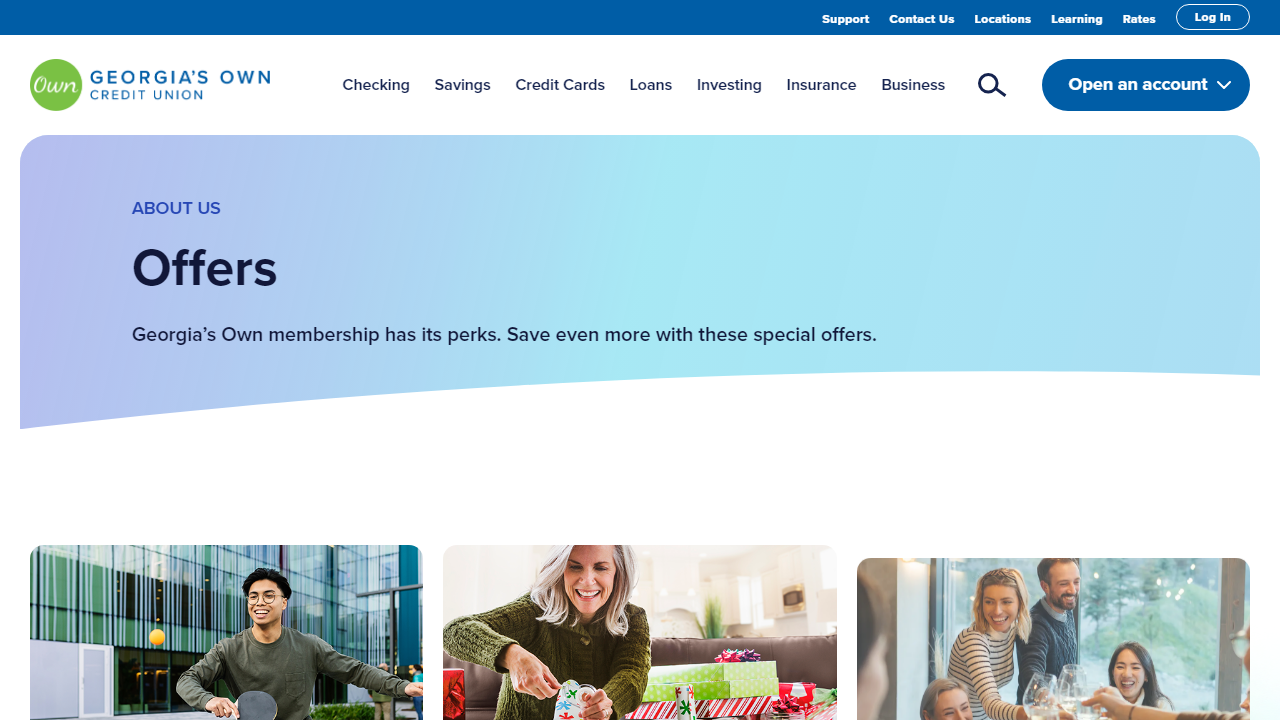 Support Contact Us Locations Learning Rates Log In
Own GEORGIA'S OWN
CREDIT UNION
Checking Savings Credit Cards Loans Investing Insurance Business Open an account
ABOUT US
Offers
Georgia’s Own membership has its perks. Save even more with these special offers.